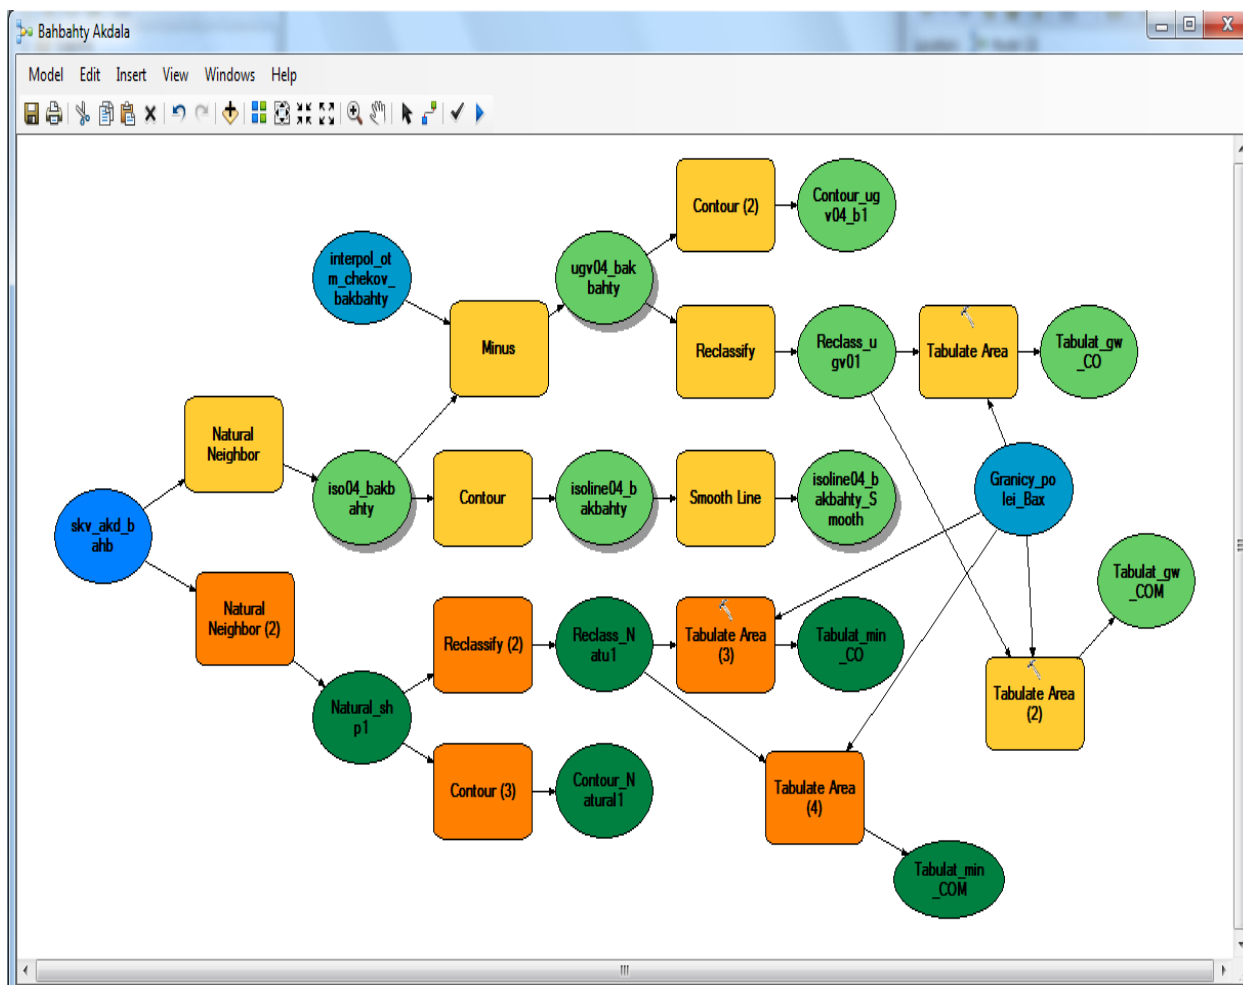 Bahbahty Akdala
Model Edit Insert View Windows Help
Contour (2)
Contour_ug
v04_b1
interpol_ot
m_chekov_
bakbahty
ugv04_bak
bahty
Minus
Reclassify
Reclass_u
gv01
Tabulate Area
Tabulat_gw
_CO
Natural
Neighbor
iso04_bakb
ahty
Contour
isoline04_b
akbahty
Smooth Line
isoline04_b
akbahty_S
mooth
Granicy_po
lei_Bax
skv_akd_b
ahb
Tabulat_gw
_COM
Natural
Neighbor (2)
Reclassify (2)
Reclass_N
atu1
Tabulate Area
(3)
Tabulat_min
_CO
Tabulate Area
(2)
Natural_sh
p1
Contour (3)
Contour_N
atural1
Tabulate Area
(4)
Tabulat_min
_COM